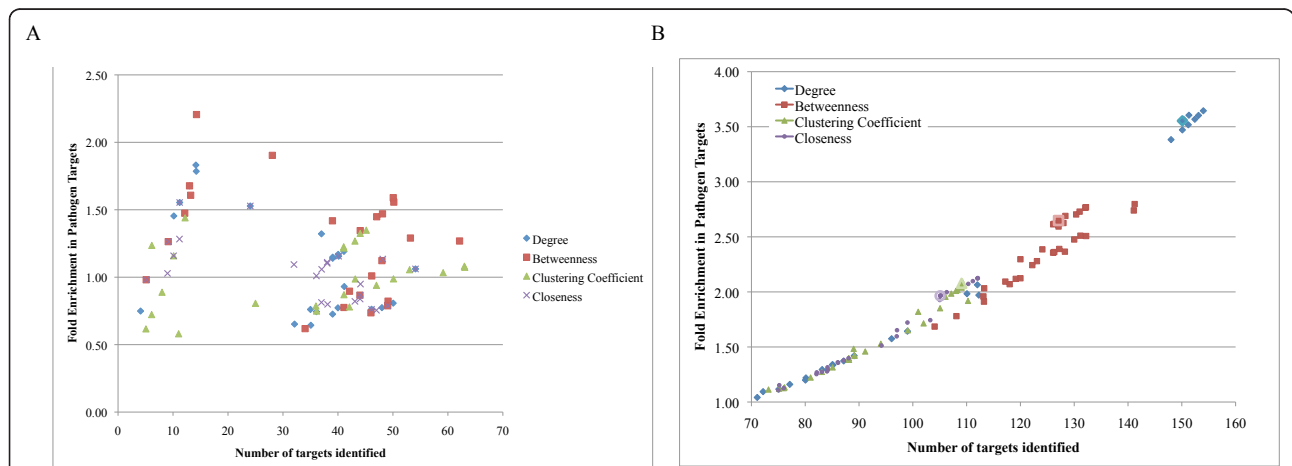 A
B
Fold Enrichment in Pathogen Targets
2.50
2.00
1.50
1.00
0.50
0.00
0 10 20 30 40 50 60 70
Number of targets identified
Degree
Betweenness
Clustering Coefficient
Closeness
Fold Enrichment in Pathogen Targets
4.00
3.50
3.00
2.50
2.00
1.50
1.00
70 80 90 100 110 120 130 140 150 160
Number of targets identified
Degree
Betweenness
Clustering Coefficient
Closeness